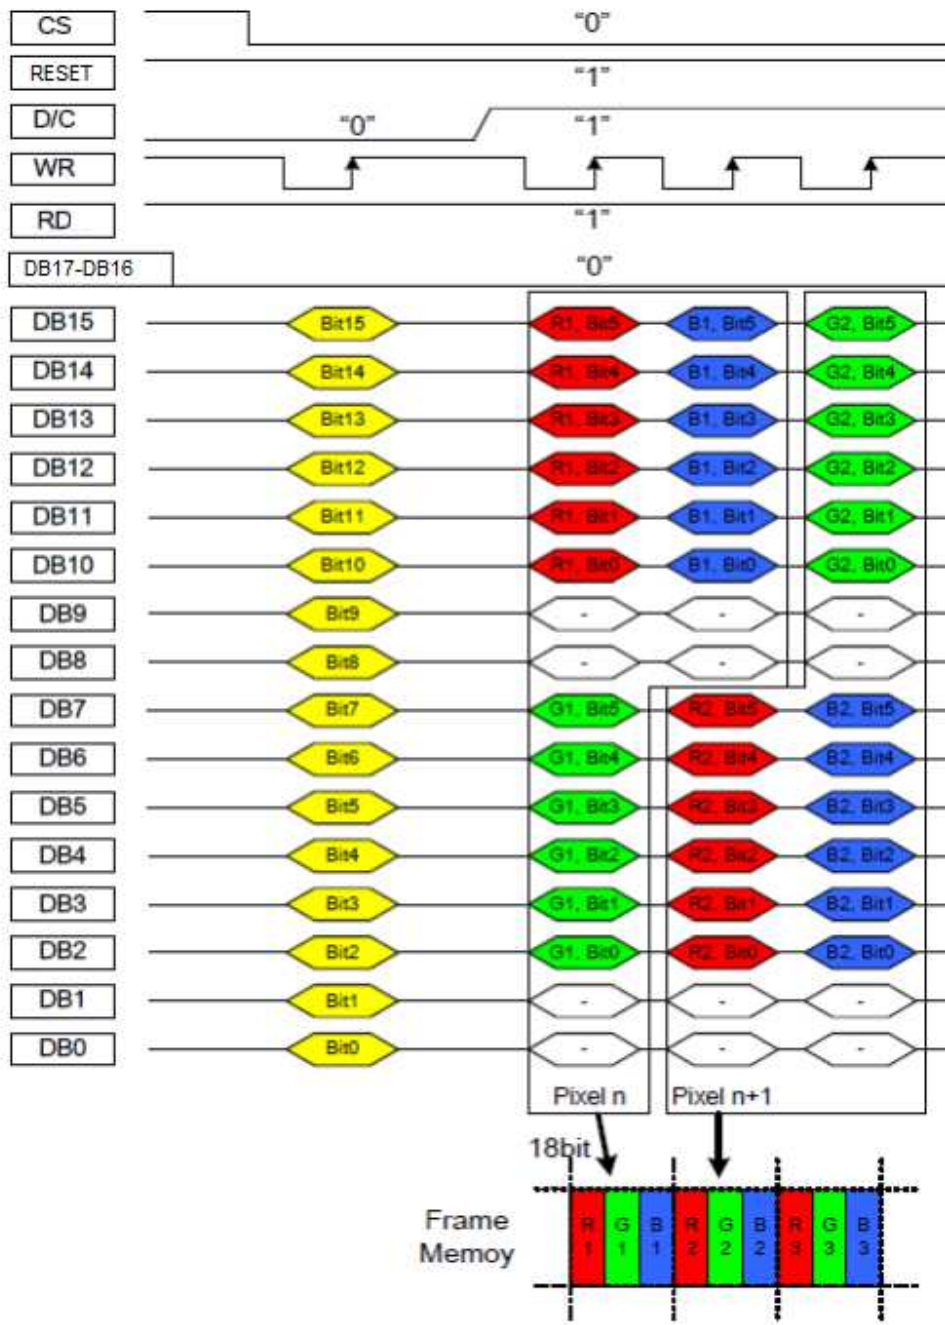 CS "0"
RESET "1"
D/C "0" "1"
WR
RD "1"
DB17-DB16 "0"
DB15 Bit15 R1, Bit5 B1, Bit5 G2, Bit5
DB14 Bit14 R1, Bit4 B1, Bit4 G2, Bit4
DB13 Bit13 R1, Bit3 B1, Bit3 G2, Bit3
DB12 Bit12 R1, Bit2 B1, Bit2 G2, Bit2
DB11 Bit11 R1, Bit1 B1, Bit1 G2, Bit1
DB10 Bit10 R1, Bit0 B1, Bit0 G2, Bit0
DB9 Bit9 - - -
DB8 Bit8 - - -
DB7 Bit7 G1, Bit5 R2, Bit5 B2, Bit5
DB6 Bit6 G1, Bit4 R2, Bit4 B2, Bit4
DB5 Bit5 G1, Bit3 R2, Bit3 B2, Bit3
DB4 Bit4 G1, Bit2 R2, Bit2 B2, Bit2
DB3 Bit3 G1, Bit1 R2, Bit1 B2, Bit1
DB2 Bit2 G1, Bit0 R2, Bit0 B2, Bit0
DB1 Bit1 - - -
DB0 Bit0 - - -
Pixel n Pixel n+1
18bit
Frame
Memoy
R G B R G B R G B
1 1 1 2 2 2 3 3 3